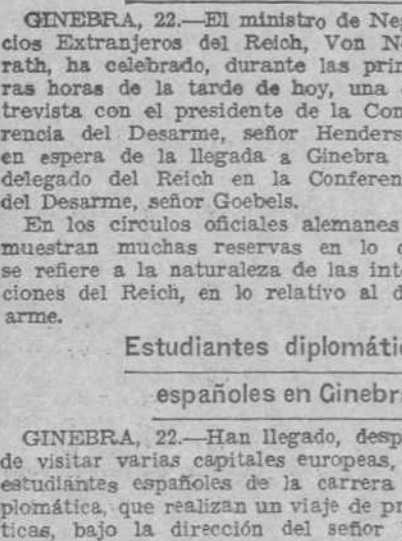 GINEBRA, 22.—El ministro de Neg
cios Extranjeros del Reich, Von Ne
rath, ha celebrado, durante las prim
ras horas de la tarde de hoy, una e
trevista con el presidente de la Con
rencia del Desarme, señor Henders
en espera de la llegada a Ginebra
delegado del Reich en la Conferen
del Desarme, señor Goebels.
En los círculos oficiales alemanes
muestran muchas reservas en lo q
se refiere a la naturaleza de las inte
ciones del Reich, en lo relativo al d
arme.
Estudiantes diplomátic
españoles en Ginebra
GINEBRA, 22.—Han llegado, desp
de visitar varias capitales europeas,
estudiantes españoles de la carrera
plomática, que realizan un viaje de pr
ticas, bajo la dirección del señor